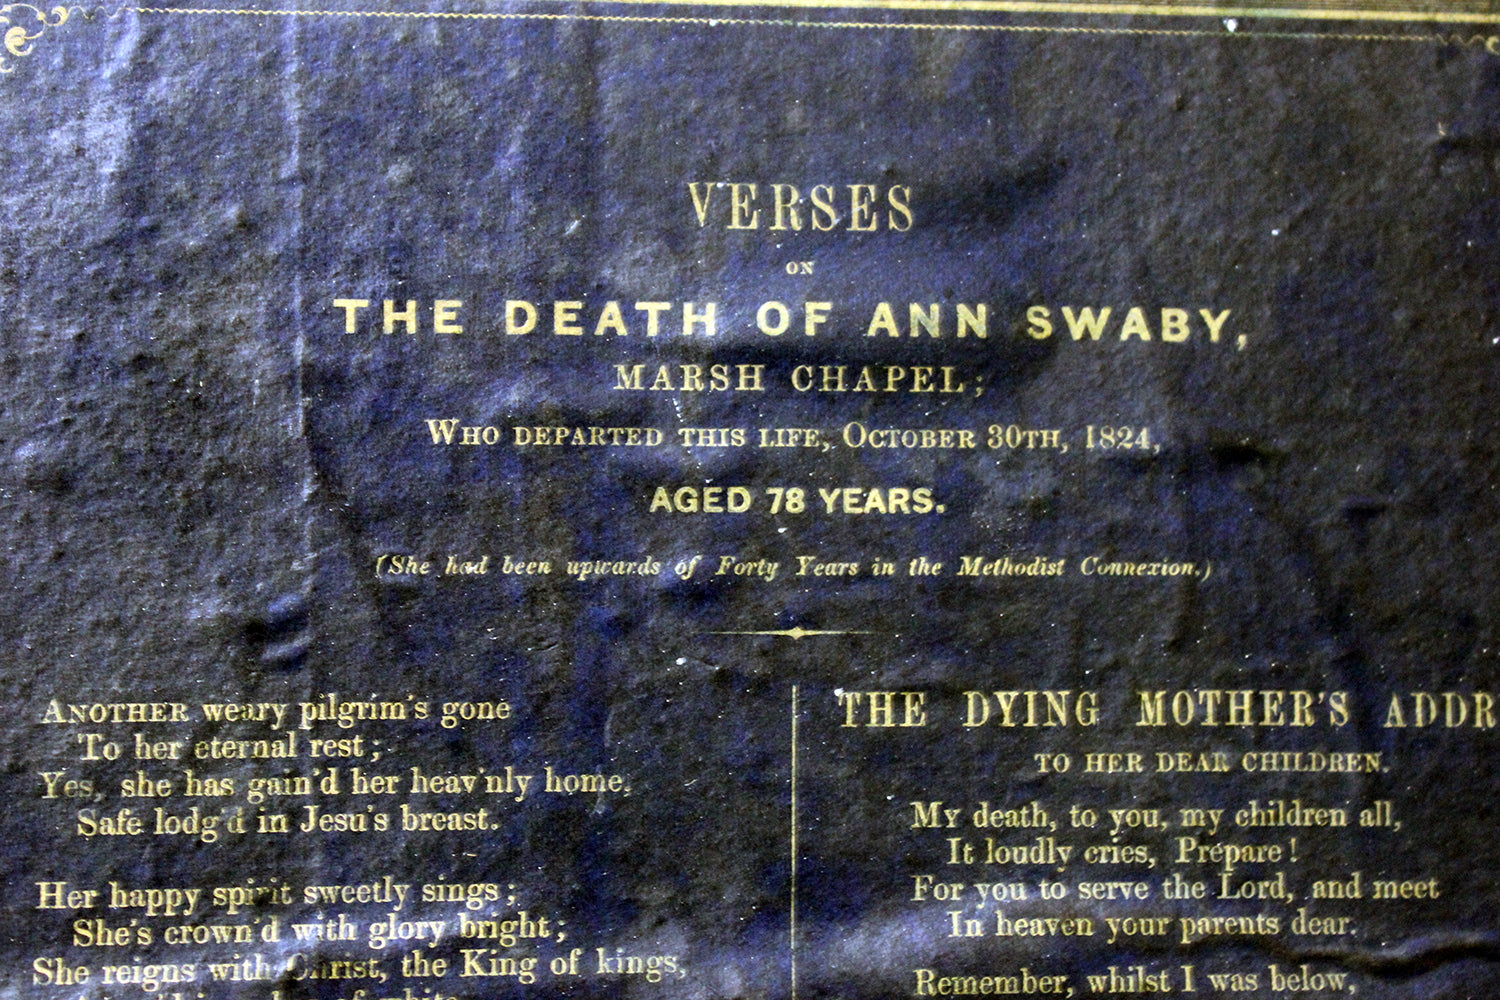 VERSES
ON
THE DEATH OF ANN SWABY,
MARSH CHAPEL;
WHO DEPARTED THIS LIFE, OCTOBER 30TH, 1824,
AGED 78 YEARS.
(She had been upwards of Forty Years in the Methodist Connexion.)
ANOTHER weary pilgrim's gone
To her eternal rest;
Yes, she has gain'd her heav'nly home,
Safe lodg'd in Jesu's breast.
Her happy spirit sweetly sings;
She's crown'd with glory bright;
She reigns with Christ, the King of kings,
of white
THE DYING MOTHER'S ADDR
TO HER DEAR CHILDREN.
MY death, to you, my children all,
It loudly cries, Prepare!
For you to serve the Lord, and meet
In heaven your parents dear.
Remember, whilst I was below,